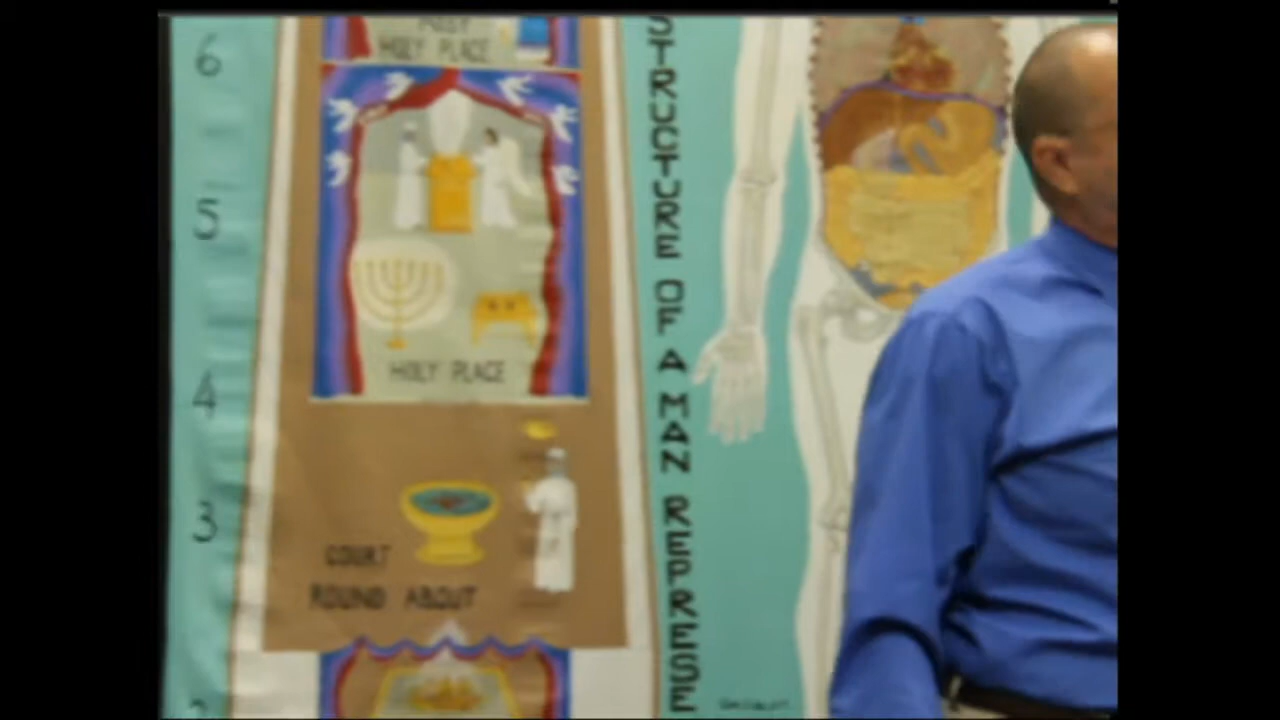 6
HOLY PLACE
5
HOLY PLACE
4
3
COURT
ROUND ABOUT
STRUCTURE OF A MAN REPRESE